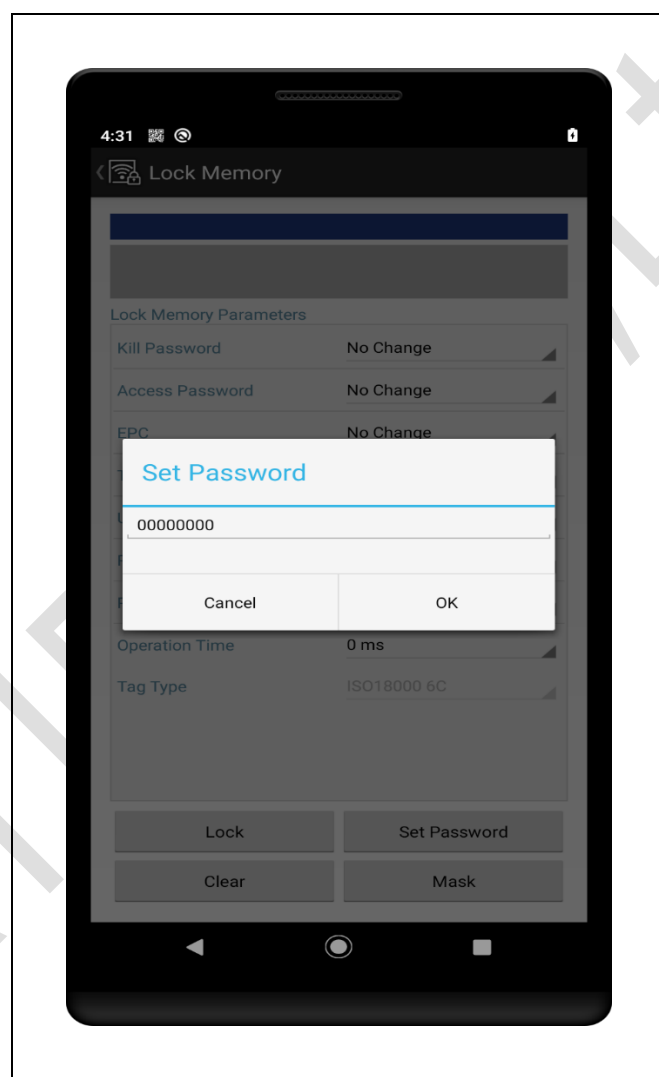 4:31
Lock Memory
Lock Memory Parameters
Kill Password No Change
Access Password No Change
EPC No Change
Set Password
00000000
Cancel OK
Operation Time 0 ms
Tag Type ISO18000 6C
Lock Set Password
Clear Mask